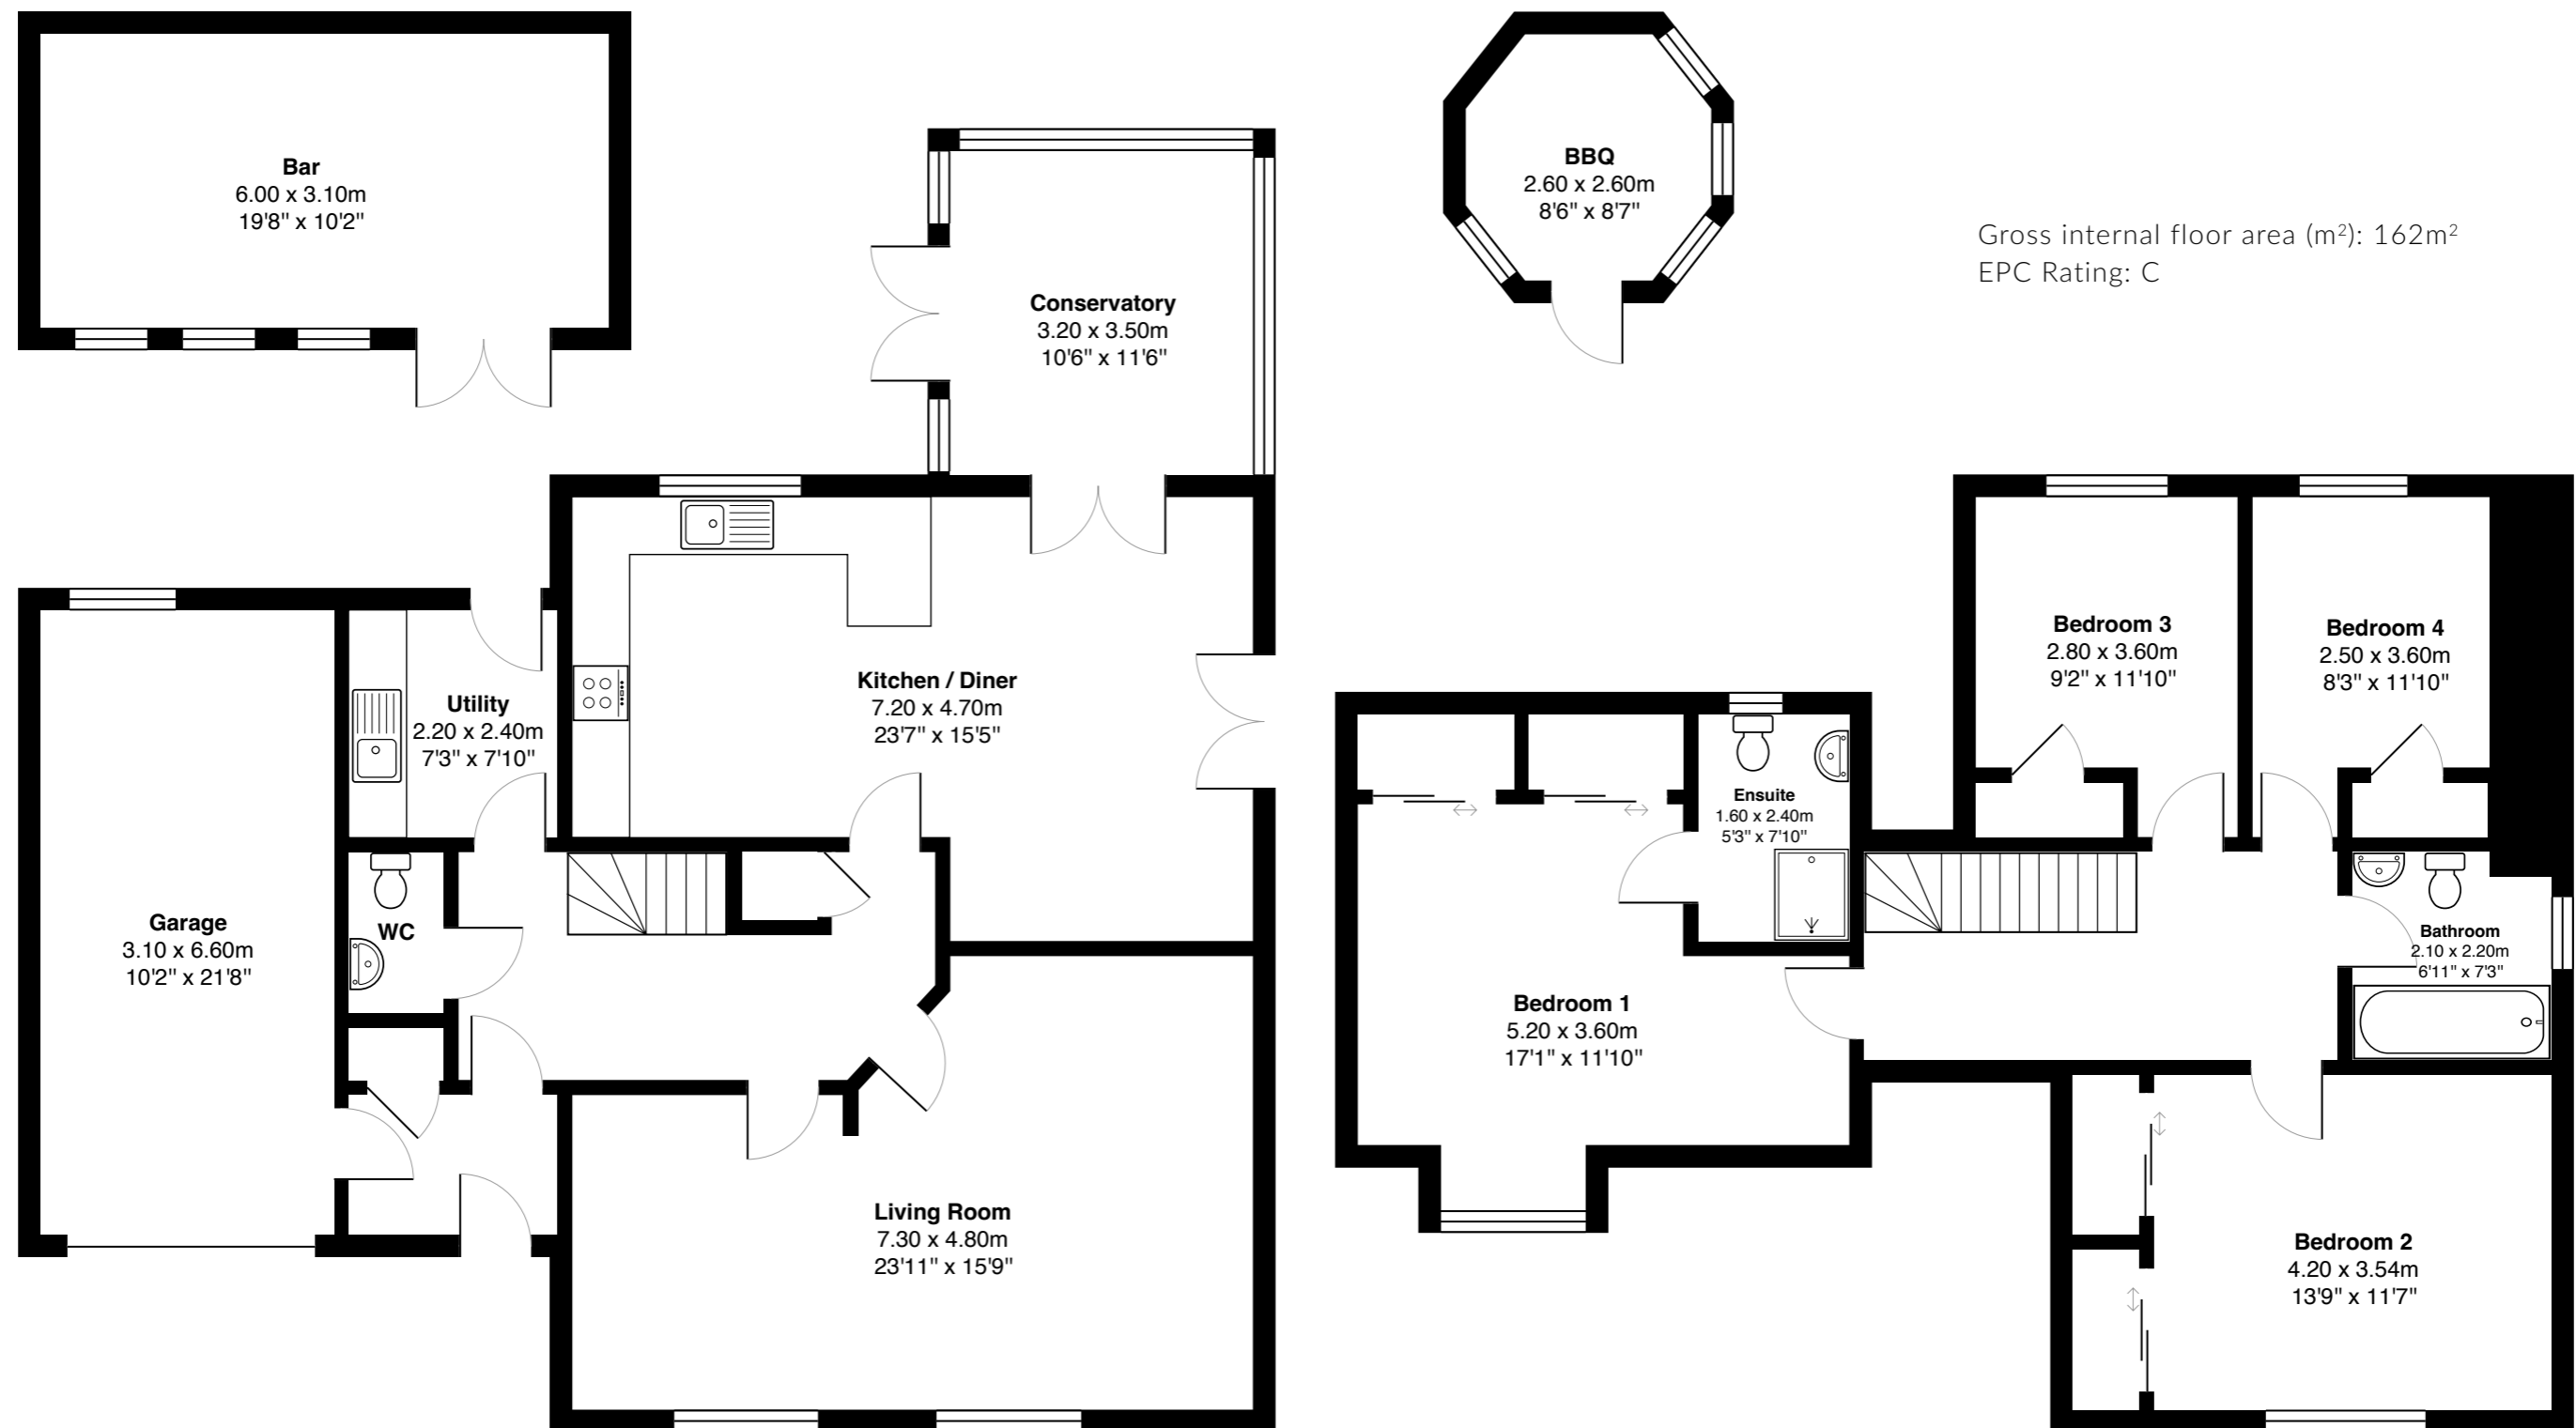 Bar
6.00 x 3.10m
19'8" x 10'2"
BBQ
2.60 x 2.60m
8'6" x 8'7"
Gross internal floor area (m²): 162m²
EPC Rating: C
Conservatory
3.20 x 3.50m
10'6" x 11'6"
Kitchen / Diner
7.20 x 4.70m
23'7" x 15'5"
Utility
2.20 x 2.40m
7'3" x 7'10"
Garage
3.10 x 6.60m
10'2" x 21'8"
WC
Living Room
7.30 x 4.80m
23'11" x 15'9"
Bedroom 3
2.80 x 3.60m
9'2" x 11'10"
Bedroom 4
2.50 x 3.60m
8'3" x 11'10"
Ensuite
1.60 x 2.40m
5'3" x 7'10"
Bathroom
2.10 x 2.20m
6'11" x 7'3"
Bedroom 1
5.20 x 3.60m
17'1" x 11'10"
Bedroom 2
4.20 x 3.54m
13'9" x 11'7"